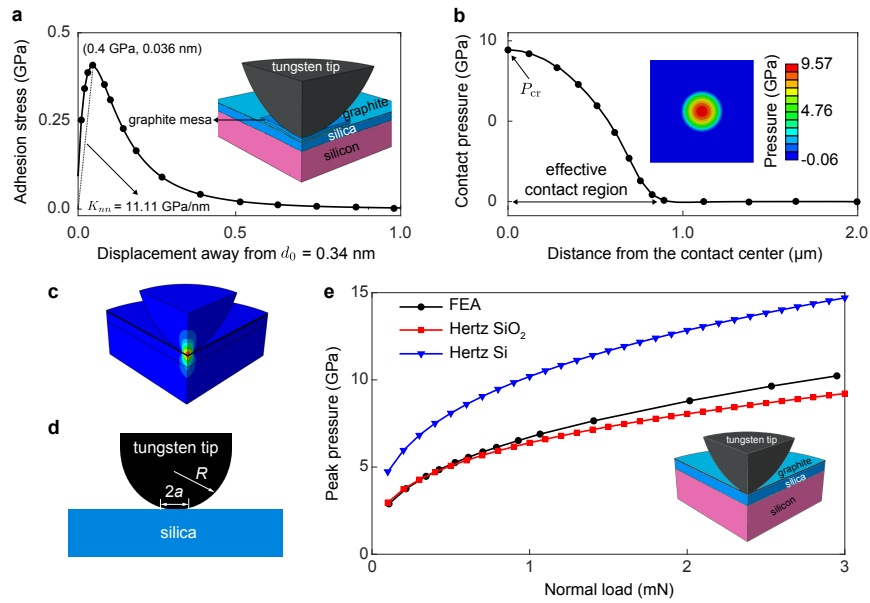 a
0.5
0.25
0.0
0.0
0.5
1.0
Adhesion stress (GPa)
(0.4 GPa, 0.036 nm)
K_nn = 11.11 GPa/nm
tungsten tip
graphite mesa
graphite
silica
silicon
Displacement away from d_0 = 0.34 nm
b
10
0
0
0.0
1.0
2.0
Contact pressure (GPa)
P_cr
effective
contact region
Pressure (GPa)
9.57
4.76
-0.06
Distance from the contact center (μm)
c
d
tungsten tip
R
2a
silica
e
15
10
5
0
0
1
2
3
Peak pressure (GPa)
FEA
Hertz SiO₂
Hertz Si
tungsten tip
graphite
silica
silicon
Normal load (mN)